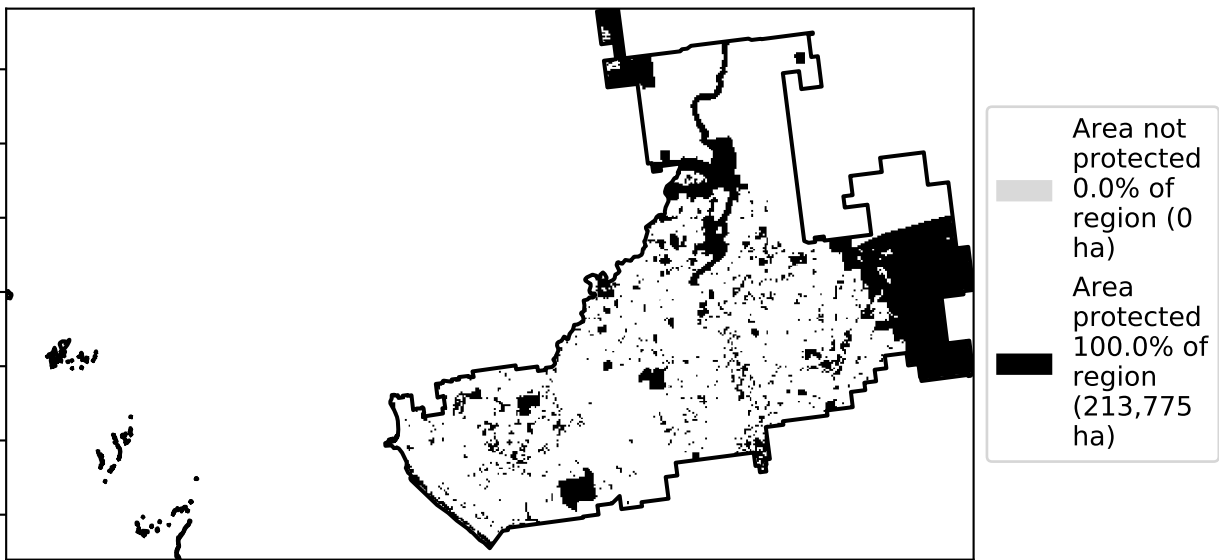 Area not
protected
0.0% of
region (0
ha)
Area
protected
100.0% of
region
(213,775
ha)